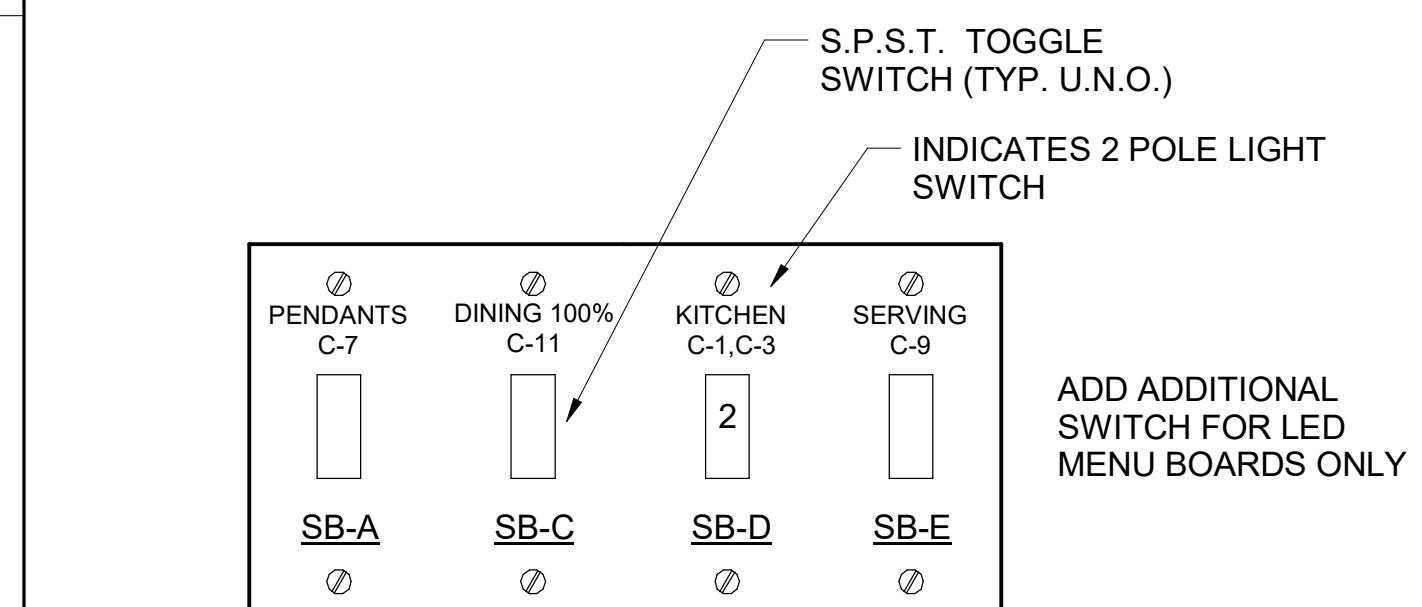 S.P.S.T. TOGGLE
SWITCH (TYP. U.N.O.)
INDICATES 2 POLE LIGHT
SWITCH
PENDANTS
C-7
DINING 100%
C-11
KITCHEN
C-1,C-3
SERVING
C-9
2
ADD ADDITIONAL
SWITCH FOR LED
MENU BOARDS ONLY
SB-A
SB-C
SB-D
SB-E